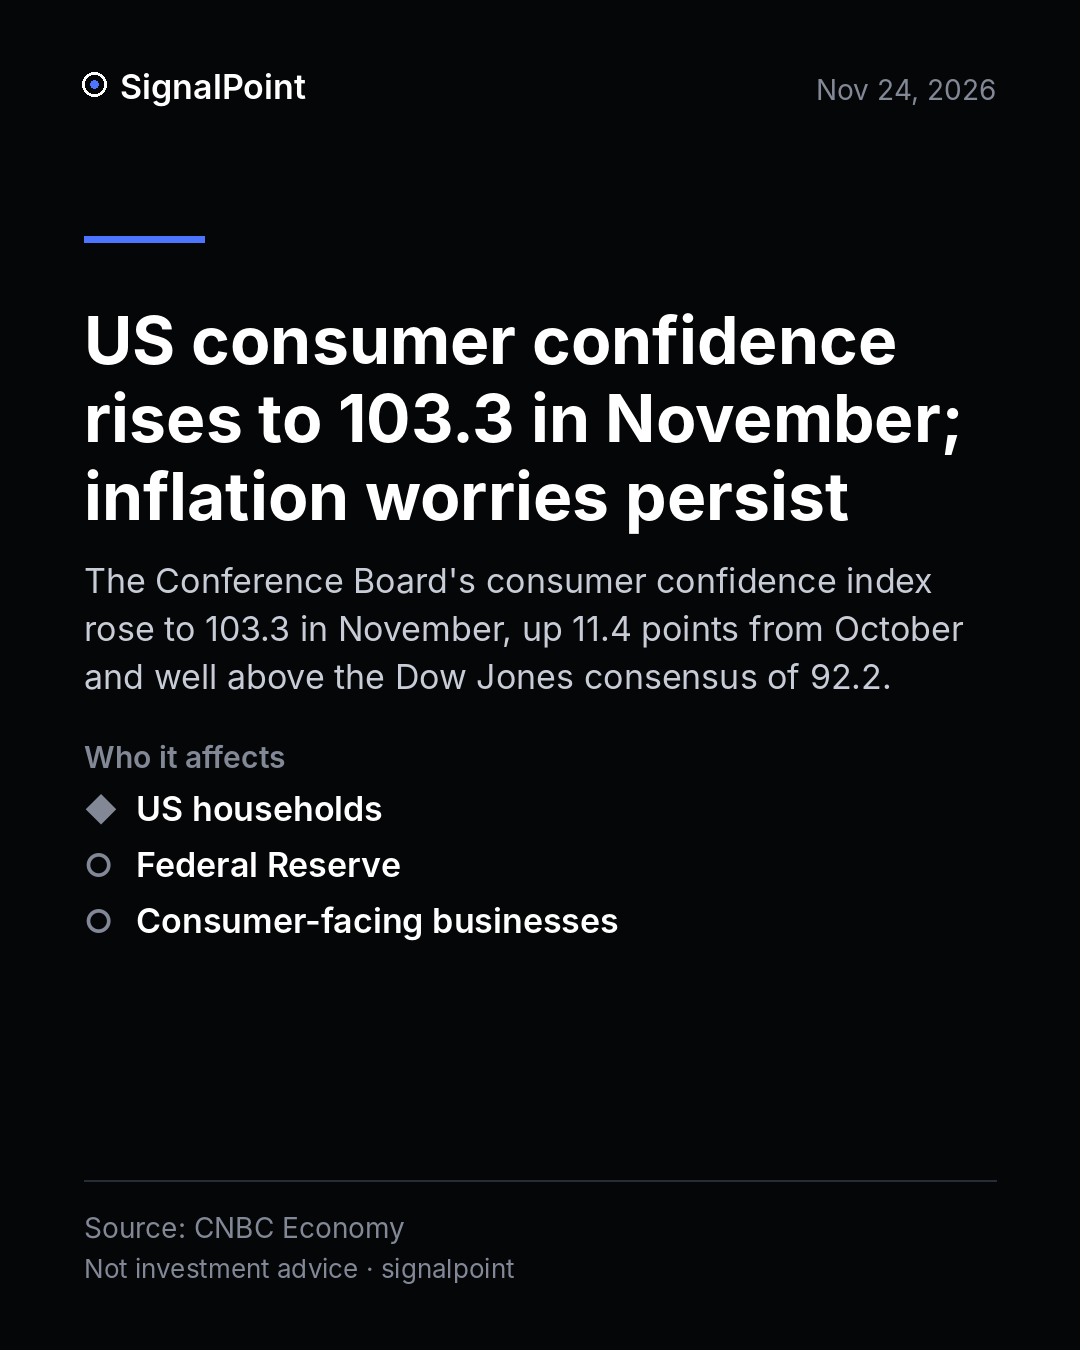 SignalPoint
Nov 24, 2026
US consumer confidence
rises to 103.3 in November;
inflation worries persist
The Conference Board's consumer confidence index
rose to 103.3 in November, up 11.4 points from October
and well above the Dow Jones consensus of 92.2.
Who it affects
US households
Federal Reserve
Consumer-facing businesses
Source: CNBC Economy
Not investment advice · signalpoint